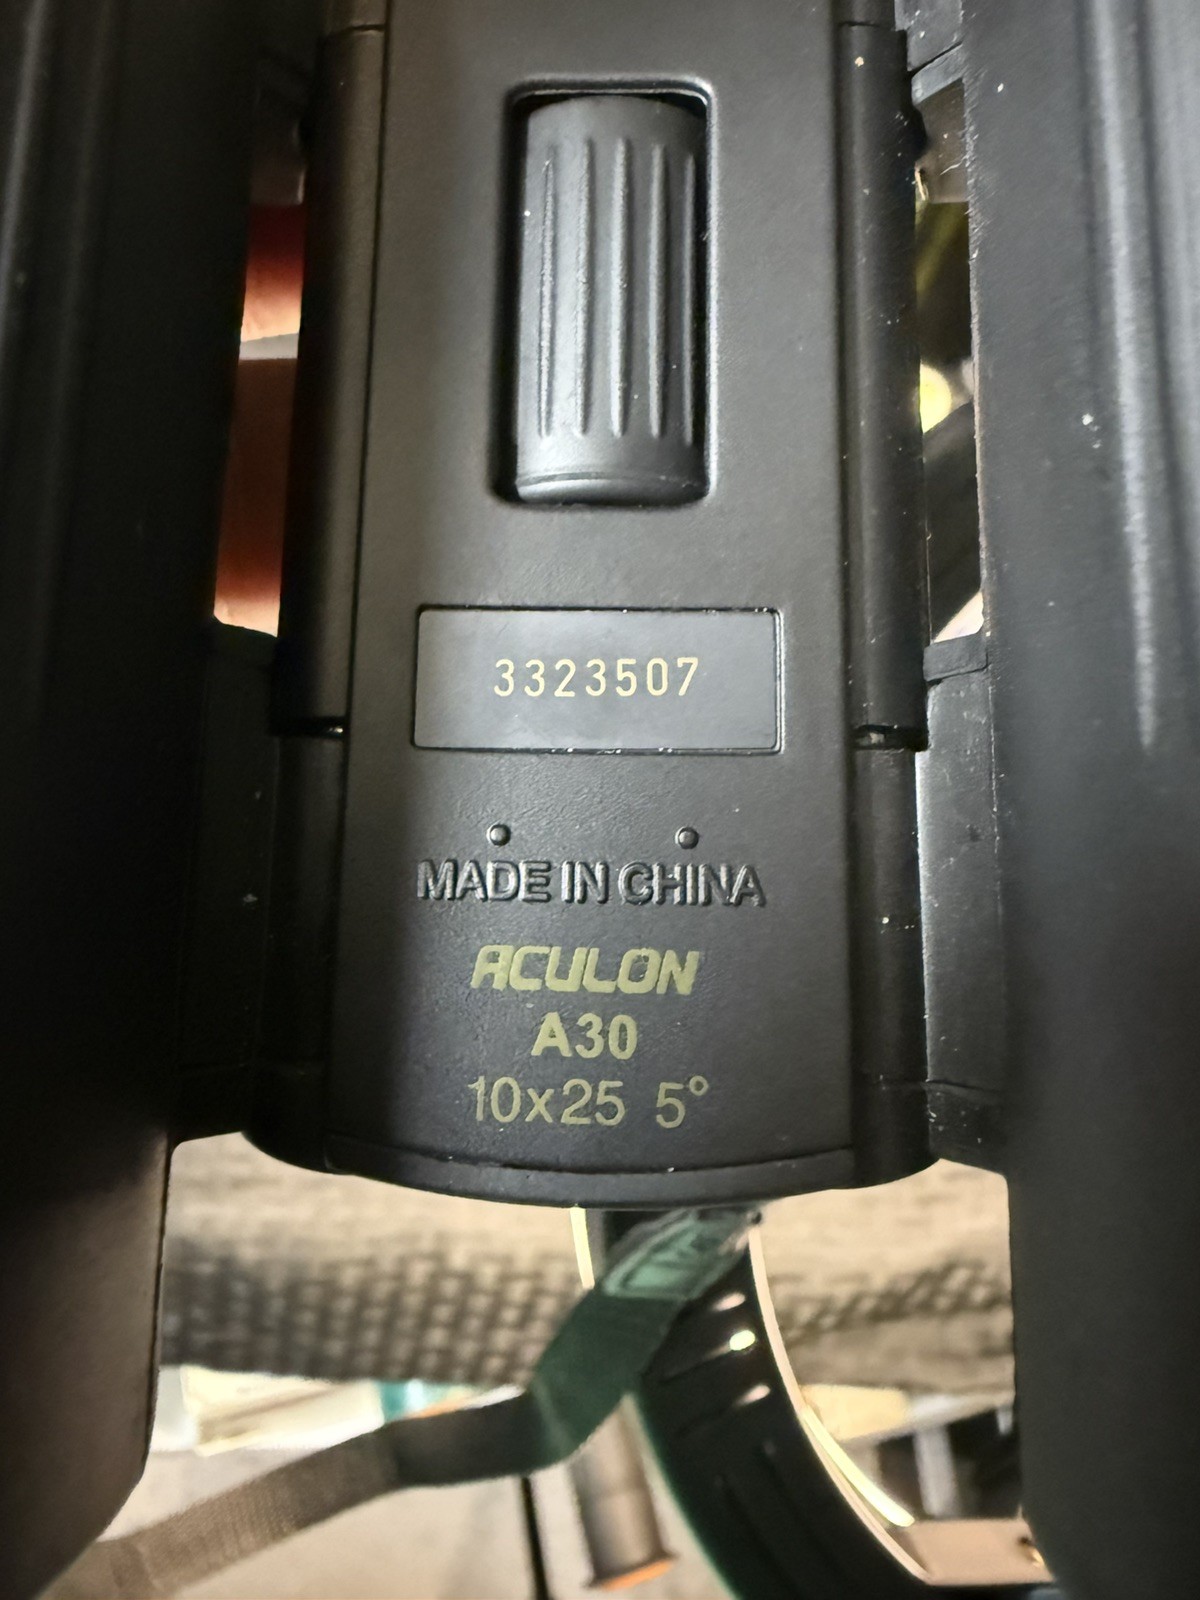 3323507
MADE IN CHINA
ACULON
A30
10x25 5°